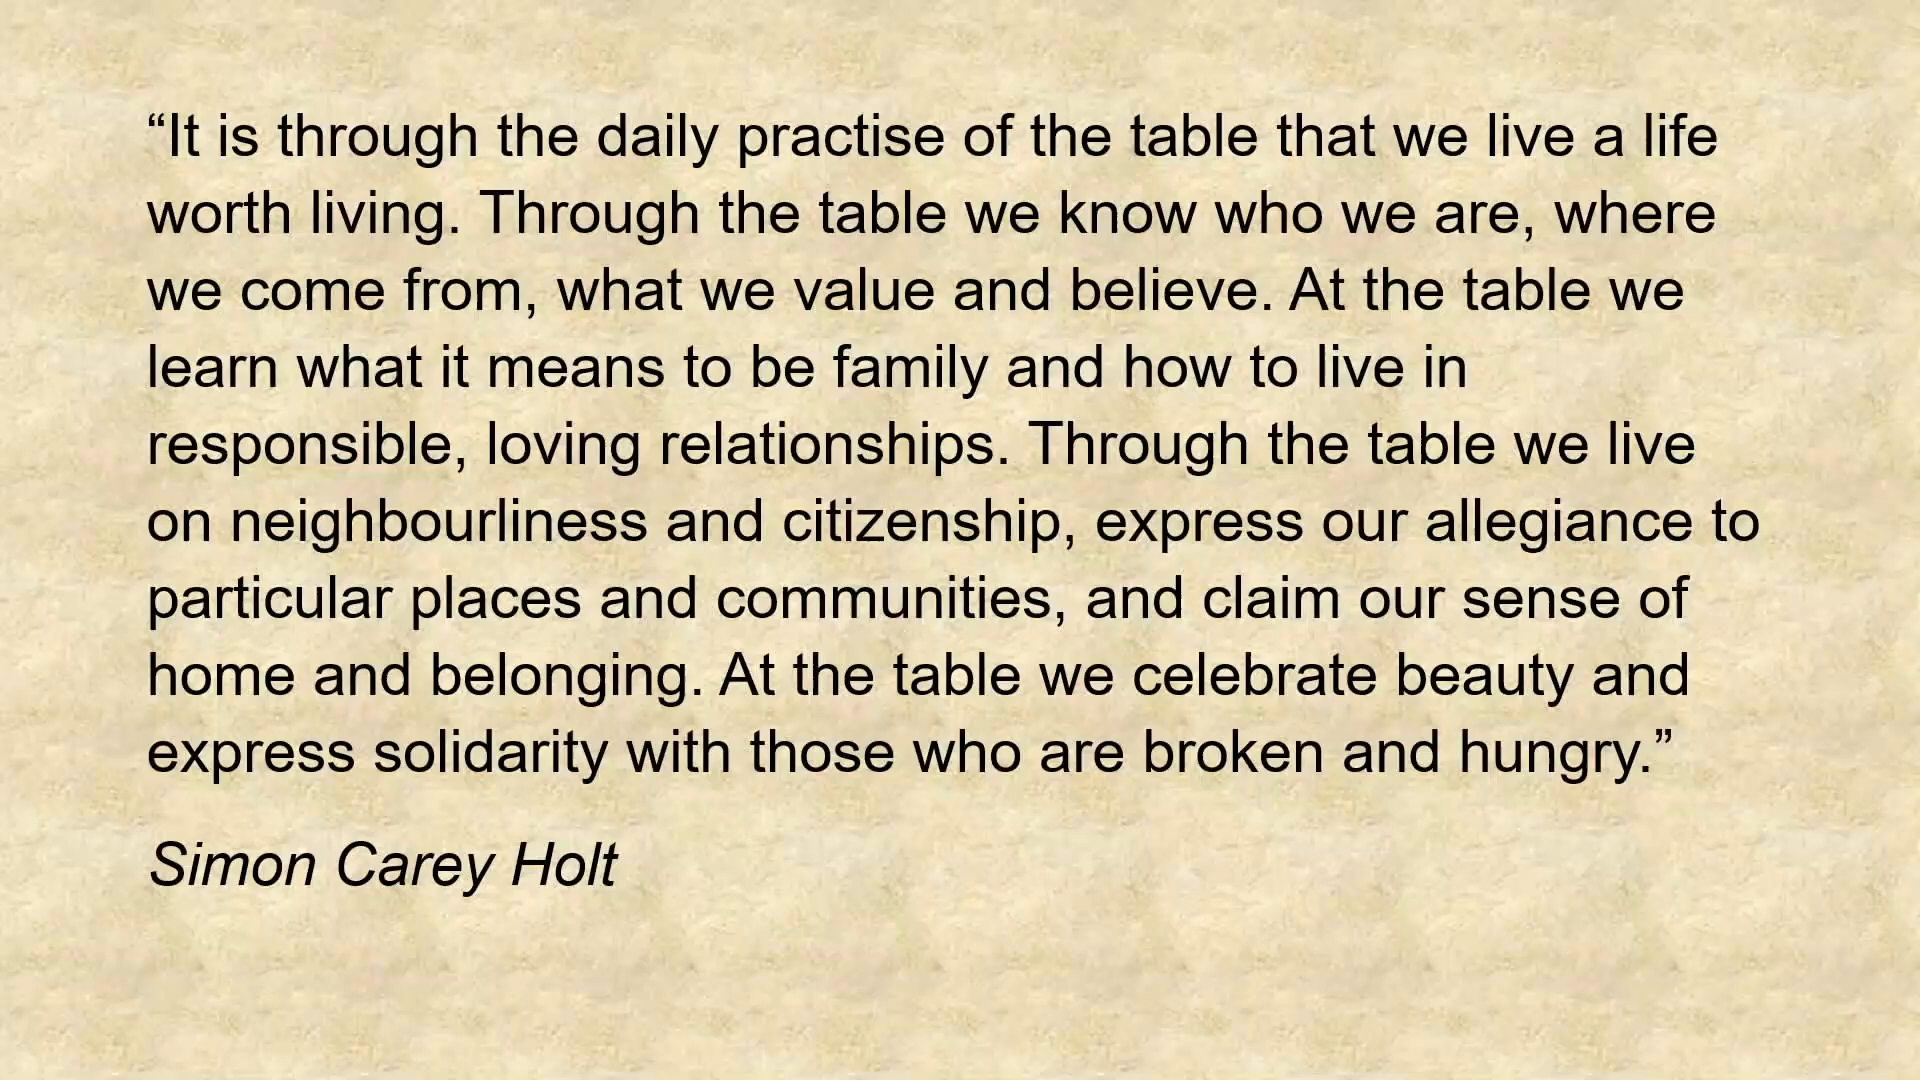 “It is through the daily practise of the table that we live a life
worth living. Through the table we know who we are, where
we come from, what we value and believe. At the table we
learn what it means to be family and how to live in
responsible, loving relationships. Through the table we live
on neighbourliness and citizenship, express our allegiance to
particular places and communities, and claim our sense of
home and belonging. At the table we celebrate beauty and
express solidarity with those who are broken and hungry.”
Simon Carey Holt